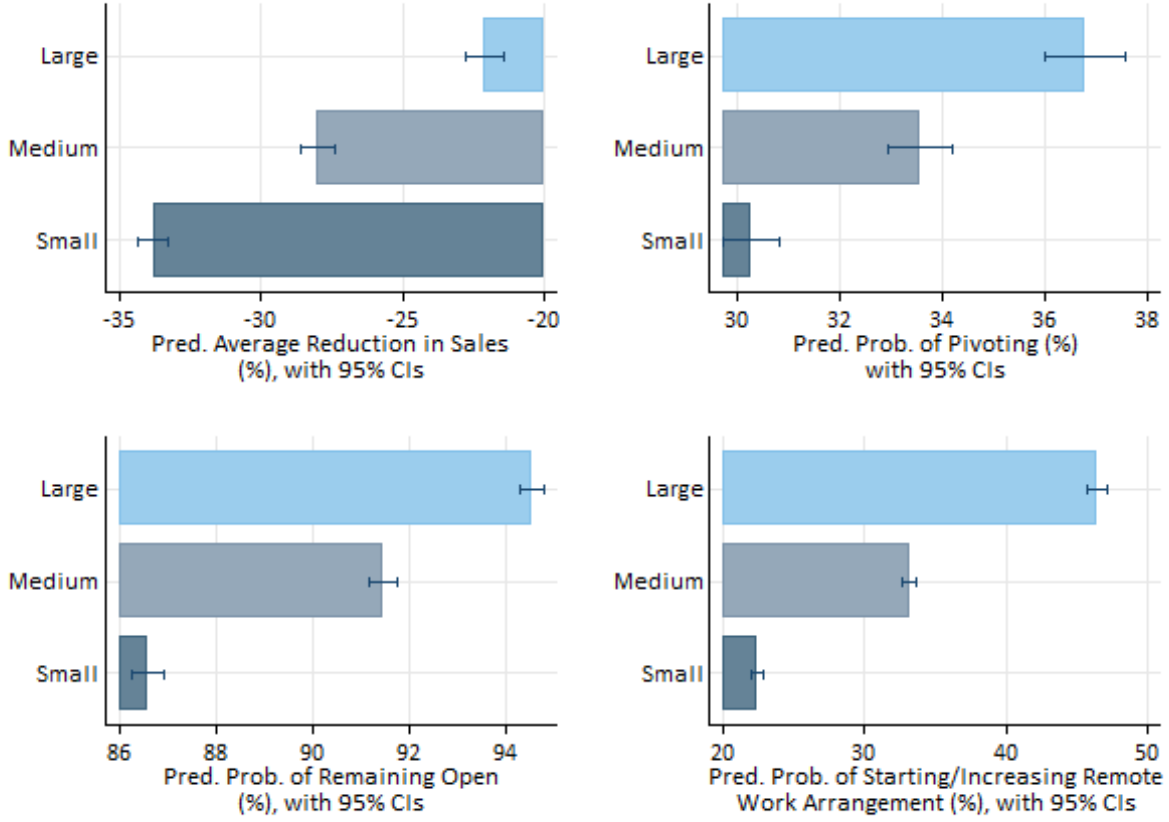 Large
Medium
Small
-35 -30 -25 -20
Pred. Average Reduction in Sales
(%), with 95% CIs
Large
Medium
Small
30 32 34 36 38
Pred. Prob. of Pivoting (%)
with 95% CIs
Large
Medium
Small
86 88 90 92 94
Pred. Prob. of Remaining Open
(%), with 95% CIs
Large
Medium
Small
20 30 40 50
Pred. Prob. of Starting/Increasing Remote
Work Arrangement (%), with 95% CIs